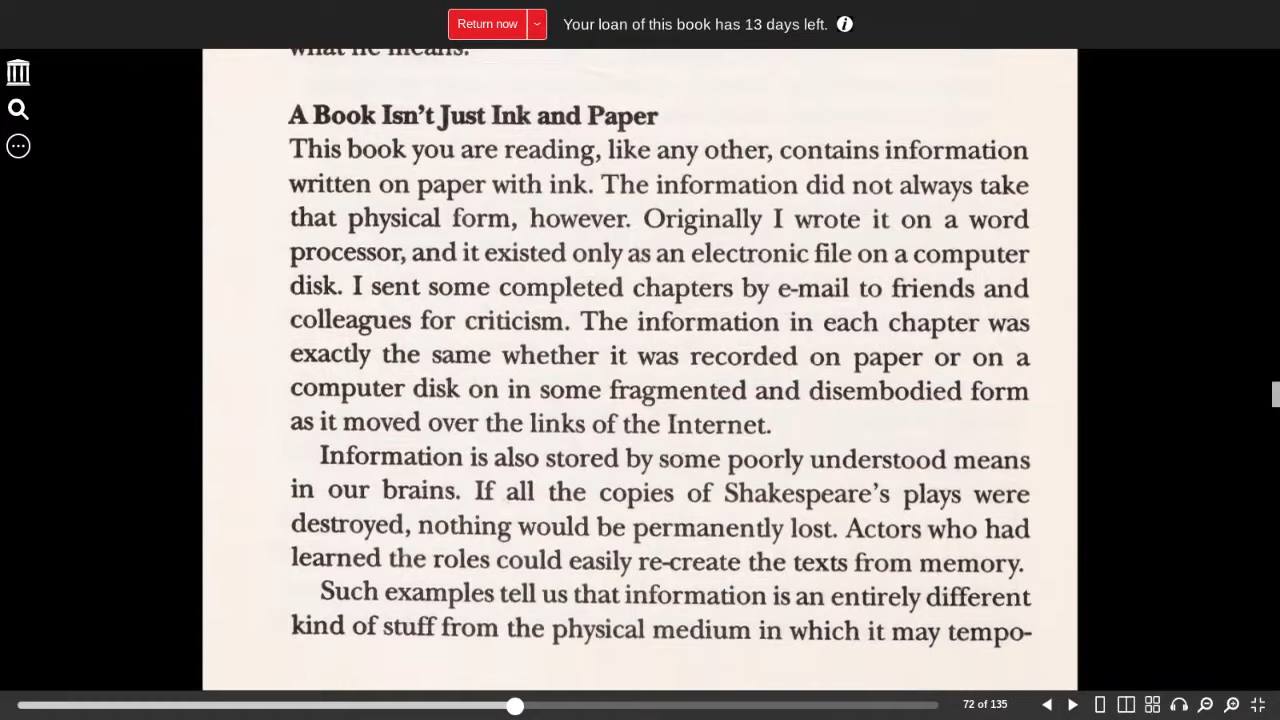 Return now
Your loan of this book has 13 days left.
what he means.
A Book Isn't Just Ink and Paper
This book you are reading, like any other, contains information
written on paper with ink. The information did not always take
that physical form, however. Originally I wrote it on a word
processor, and it existed only as an electronic file on a computer
disk. I sent some completed chapters by e-mail to friends and
colleagues for criticism. The information in each chapter was
exactly the same whether it was recorded on paper or on a
computer disk on in some fragmented and disembodied form
as it moved over the links of the Internet.
Information is also stored by some poorly understood means
in our brains. If all the copies of Shakespeare's plays were
destroyed, nothing would be permanently lost. Actors who had
learned the roles could easily re-create the texts from memory.
Such examples tell us that information is an entirely different
kind of stuff from the physical medium in which it may tempo-
72 of 135